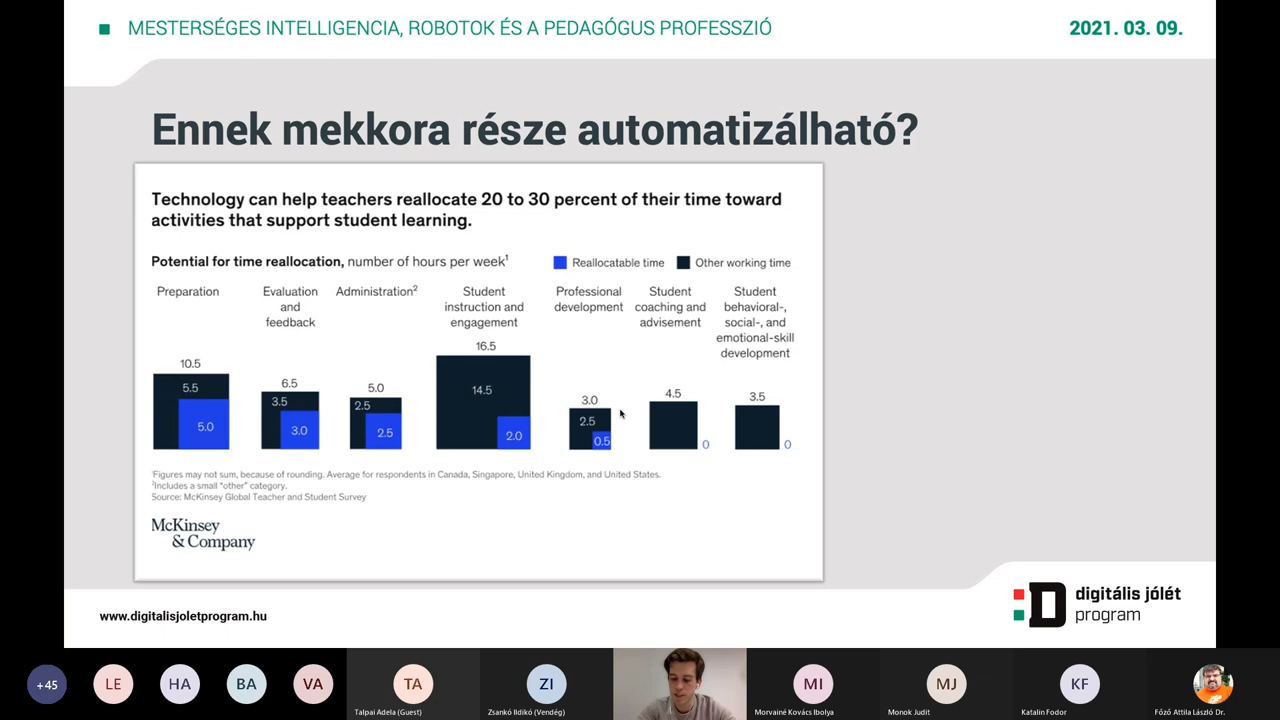 MESTERSÉGES INTELLIGENCIA, ROBOTOK ÉS A PEDAGÓGUS PROFESSZIÓ
2021. 03. 09.
Ennek mekkora része automatizálható?
Technology can help teachers reallocate 20 to 30 percent of their time toward
activities that support student learning.
Potential for time reallocation, number of hours per week¹
Reallocatable time
Other working time
Preparation
Evaluation
and
feedback
Administration²
Student
instruction and
engagement
Professional
development
Student
coaching and
advisement
Student
behavioral-,
social-, and
emotional-skill
development
10.5
5.5
5.0
6.5
3.5
3.0
5.0
2.5
2.5
16.5
14.5
2.0
3.0
2.5
0.5
4.5
0
3.5
0
¹Figures may not sum, because of rounding. Average for respondents in Canada, Singapore, United Kingdom, and United States.
²Includes a small "other" category.
Source: McKinsey Global Teacher and Student Survey
McKinsey
& Company
www.digitalisjoletprogram.hu
digitális jólét
program
+45
LE
HA
BA
VA
TA
Talpai Adela (Guest)
ZI
Zsankó Ildikó (Vendég)
MI
Morvainé Kovács Ibolya
MJ
Monok Judit
KF
Katalin Fodor
Főző Attila László Dr.